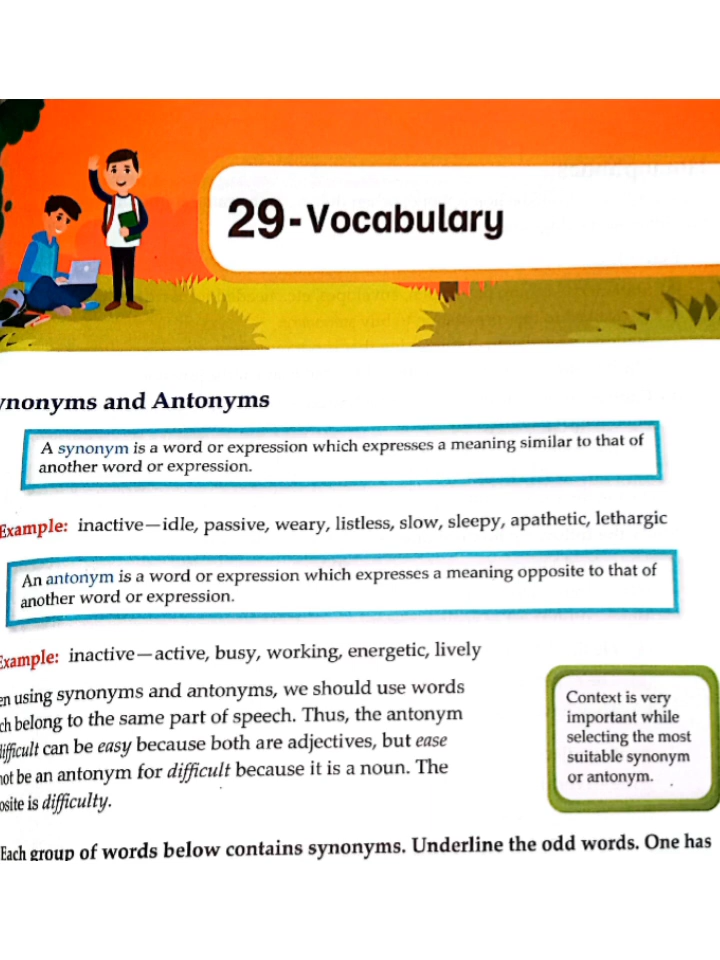 29-Vocabulary
ynonyms and Antonyms
A synonym is a word or expression which expresses a meaning similar to that of
another word or expression.
Example: inactive—idle, passive, weary, listless, slow, sleepy, apathetic, lethargic
An antonym is a word or expression which expresses a meaning opposite to that of
another word or expression.
Example: inactive—active, busy, working, energetic, lively
en using synonyms and antonyms, we should use words
ch belong to the same part of speech. Thus, the antonym
difficult can be easy because both are adjectives, but ease
not be an antonym for difficult because it is a noun. The
osite is difficulty.
Context is very
important while
selecting the most
suitable synonym
or antonym.
Each group of words below contains synonyms. Underline the odd words. One has